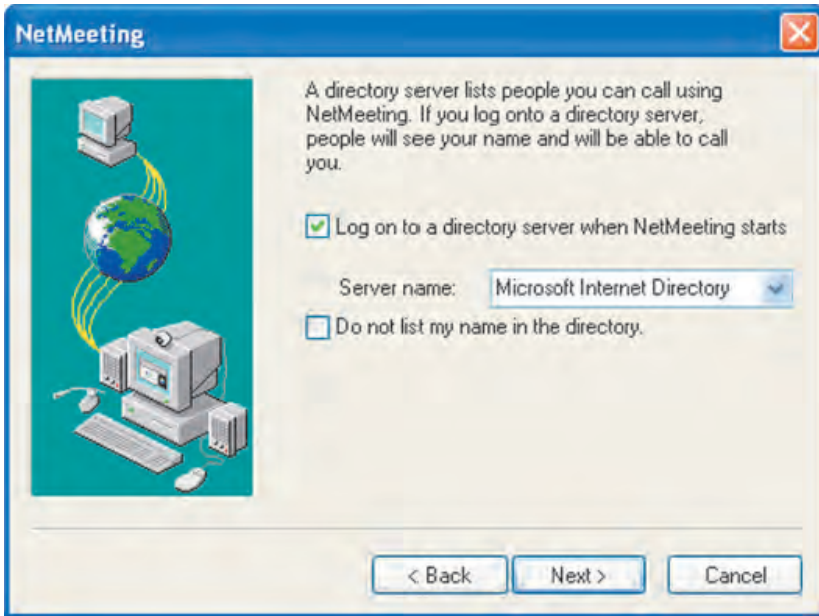 NetMeeting
A directory server lists people you can call using
NetMeeting. If you log onto a directory server,
people will see your name and will be able to call
you.
Log on to a directory server when NetMeeting starts
Server name: Microsoft Internet Directory
Do not list my name in the directory.
< Back Next > Cancel